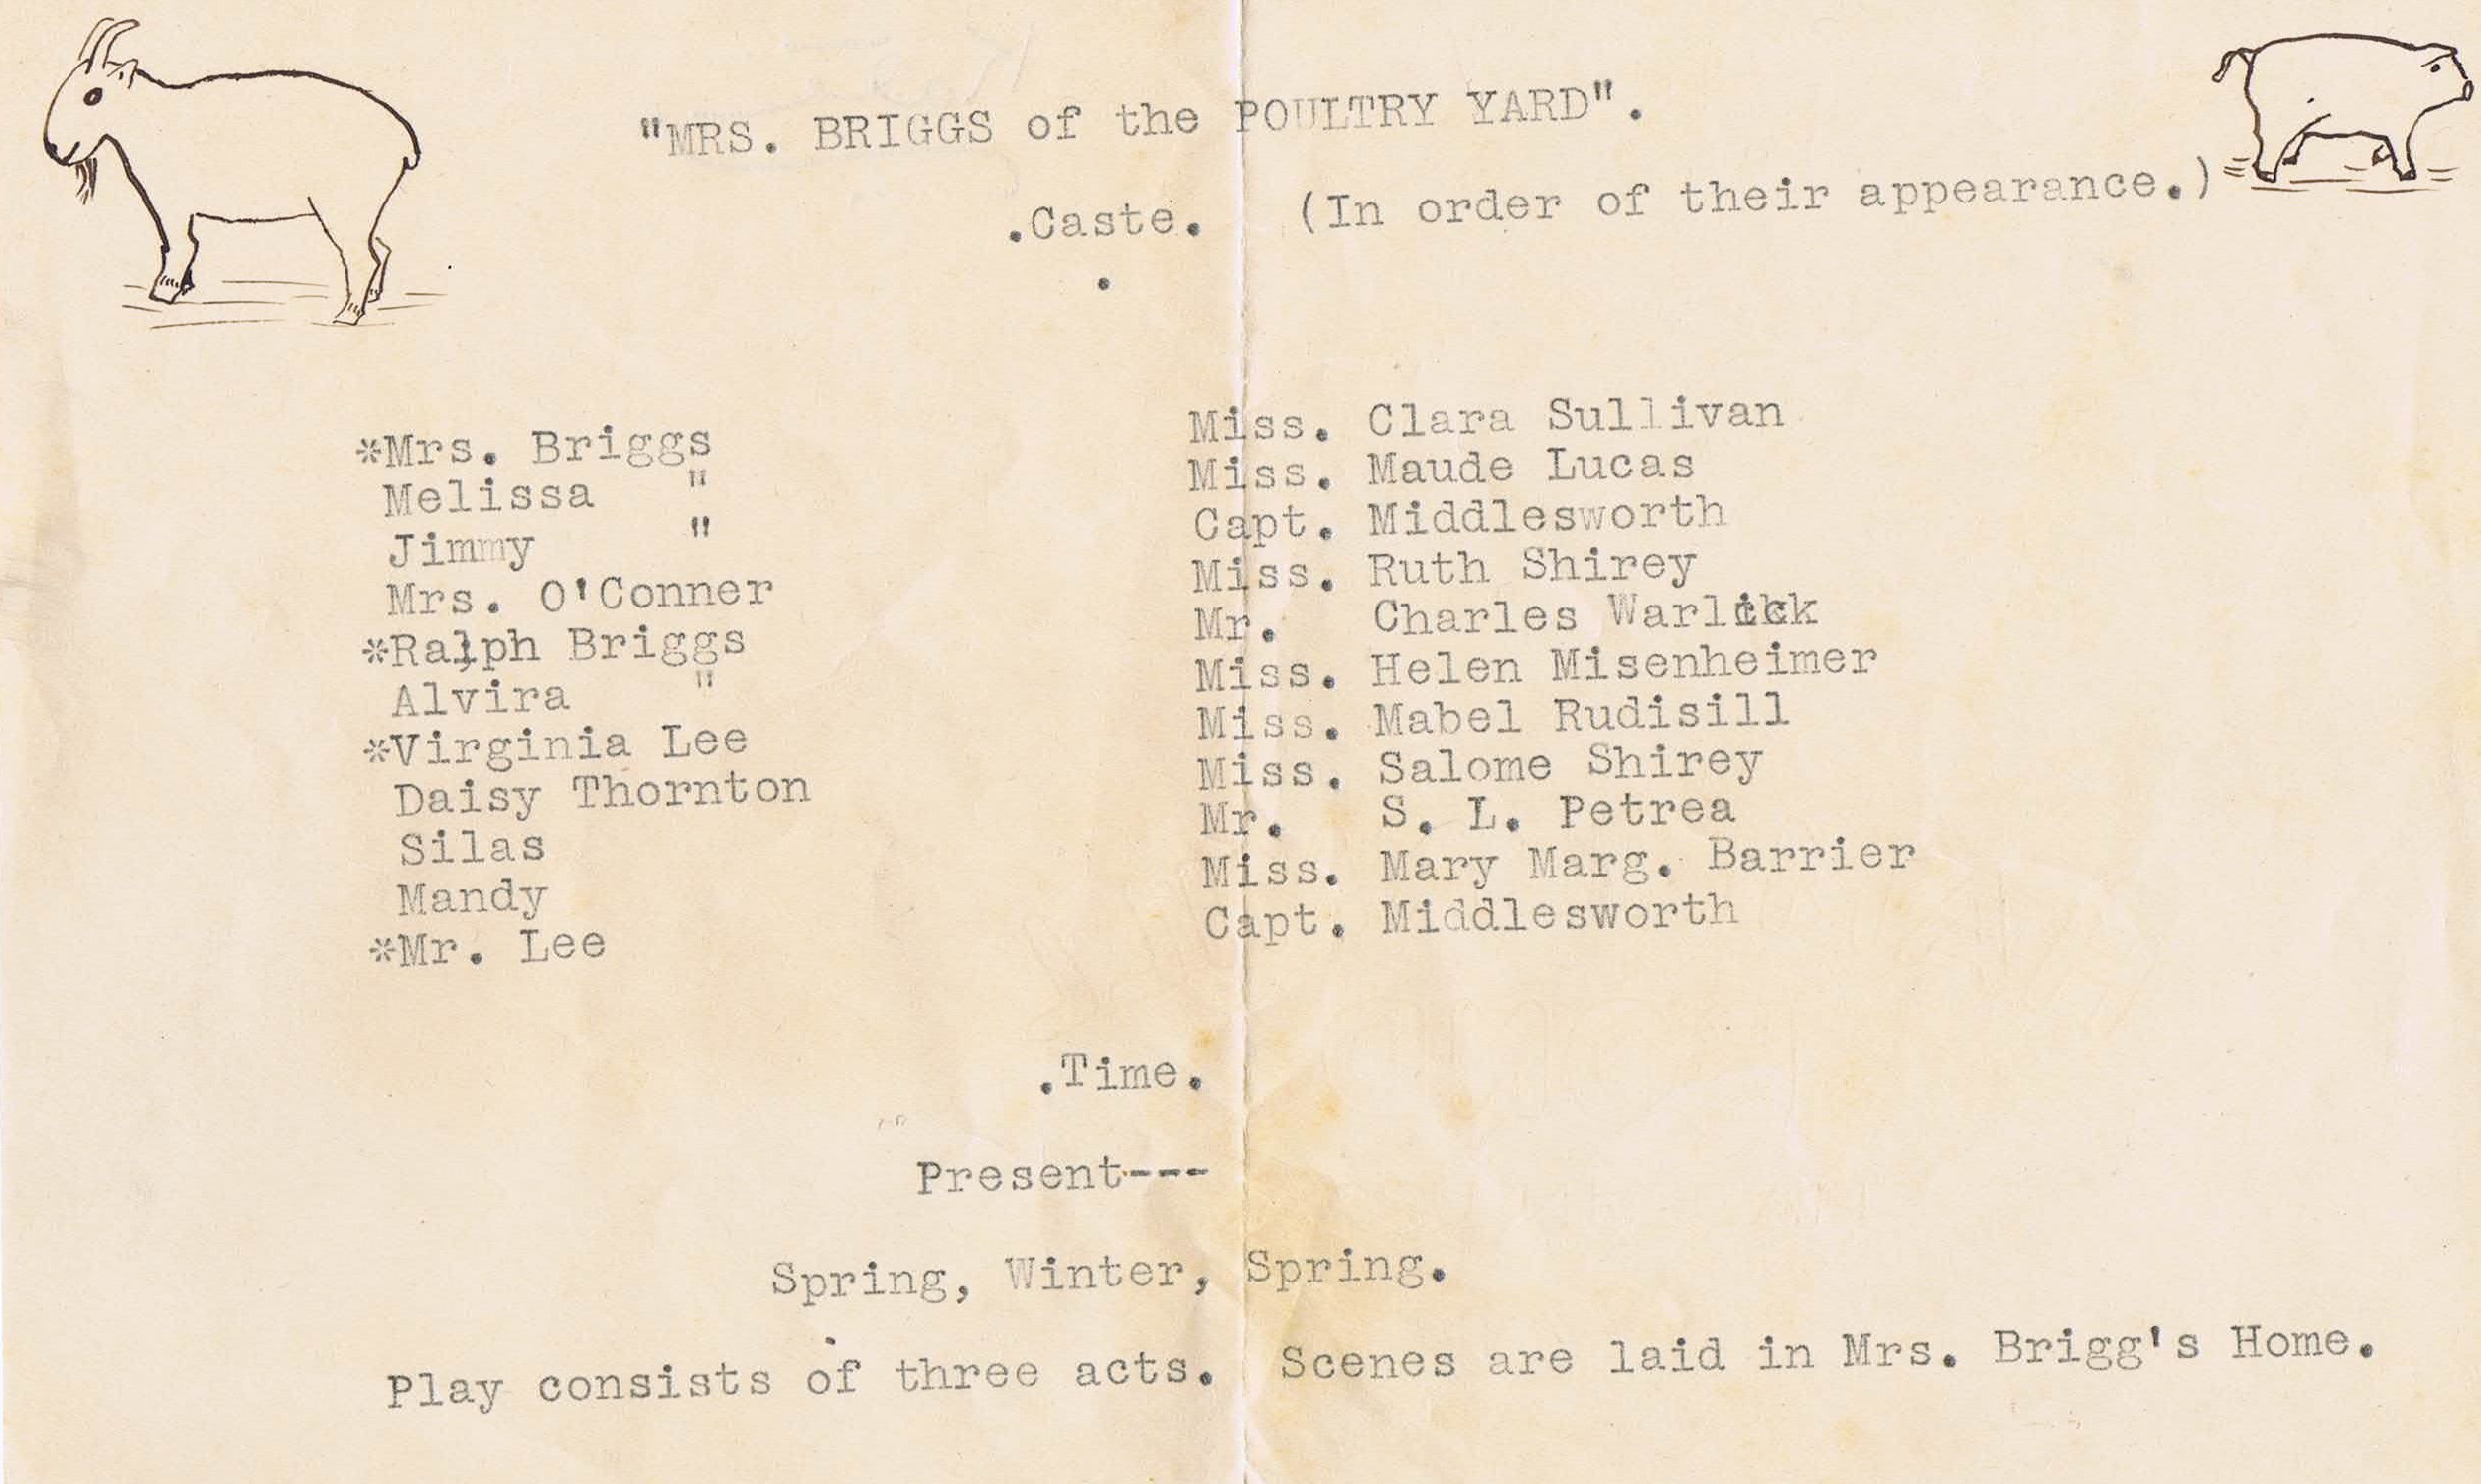 "MRS. BRIGGS of the POULTRY YARD".
.Caste. (In order of their appearance.)
.
*Mrs. Briggs Miss. Clara Sullivan
Melissa " Miss. Maude Lucas
Jimmy " Capt. Middlesworth
Mrs. O'Conner Miss. Ruth Shirey
*Ralph Briggs Mr. Charles Warlick
Alvira " Miss. Helen Misenheimer
*Virginia Lee Miss. Mabel Rudisill
Daisy Thornton Miss. Salome Shirey
Silas Mr. S. L. Petrea
Mandy Miss. Mary Marg. Barrier
*Mr. Lee Capt. Middlesworth
.Time.
Present---
Spring, Winter, Spring.
Play consists of three acts. Scenes are laid in Mrs. Brigg's Home.